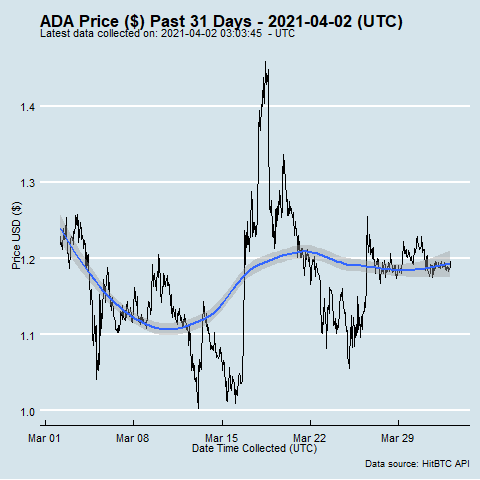 ADA Price ($) Past 31 Days - 2021-04-02 (UTC)
Latest data collected on: 2021-04-02 03:03:45  - UTC
Price USD ($)
1.4
1.3
1.2
1.1
1.0
Mar 01
Mar 08
Mar 15
Mar 22
Mar 29
Date Time Collected (UTC)
Data source: HitBTC API